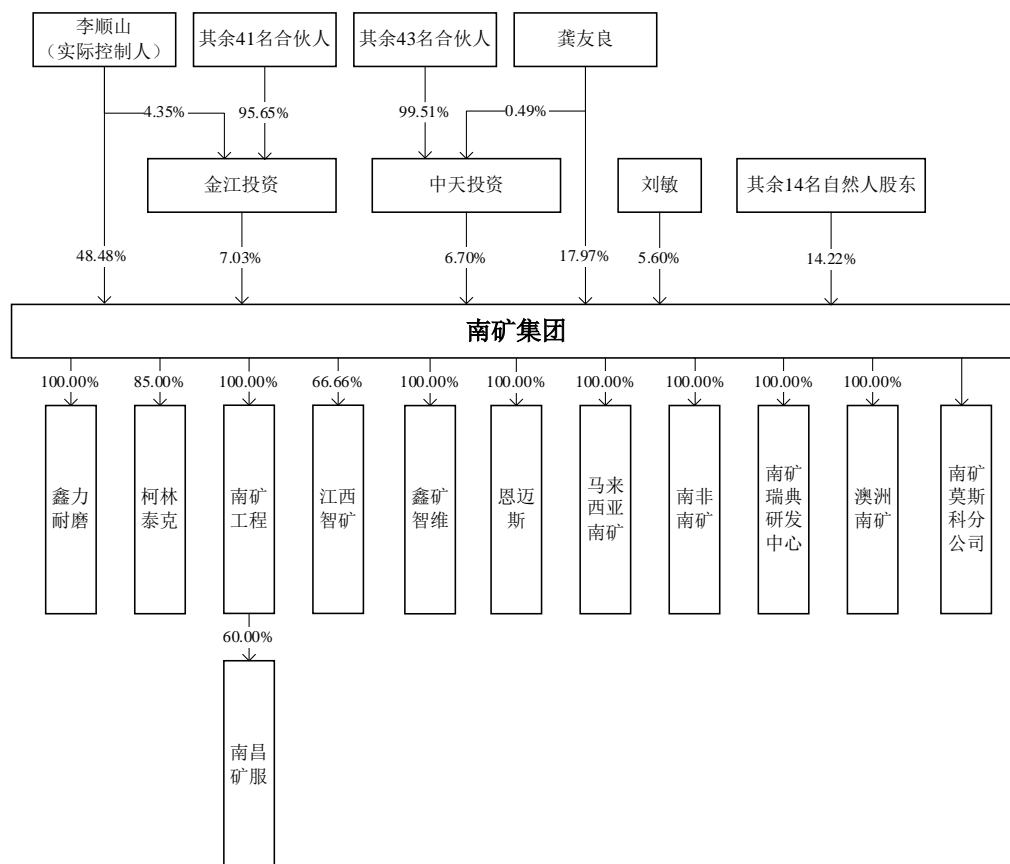 李顺山
（实际控制人）
其余41名合伙人
其余43名合伙人
龚友良
4.35%
95.65%
99.51%
0.49%
金江投资
中天投资
刘敏
其余14名自然人股东
48.48%
7.03%
6.70%
17.97%
5.60%
14.22%
南矿集团
100.00%
85.00%
100.00%
66.66%
100.00%
100.00%
100.00%
100.00%
100.00%
100.00%
鑫力
耐磨
柯林
泰克
南矿
工程
江西
智矿
鑫矿
智维
恩迈
斯
马来
西亚
南矿
南非
南矿
南矿
瑞典
研发
中心
澳洲
南矿
南矿
莫斯
科分
公司
60.00%
南昌
矿服